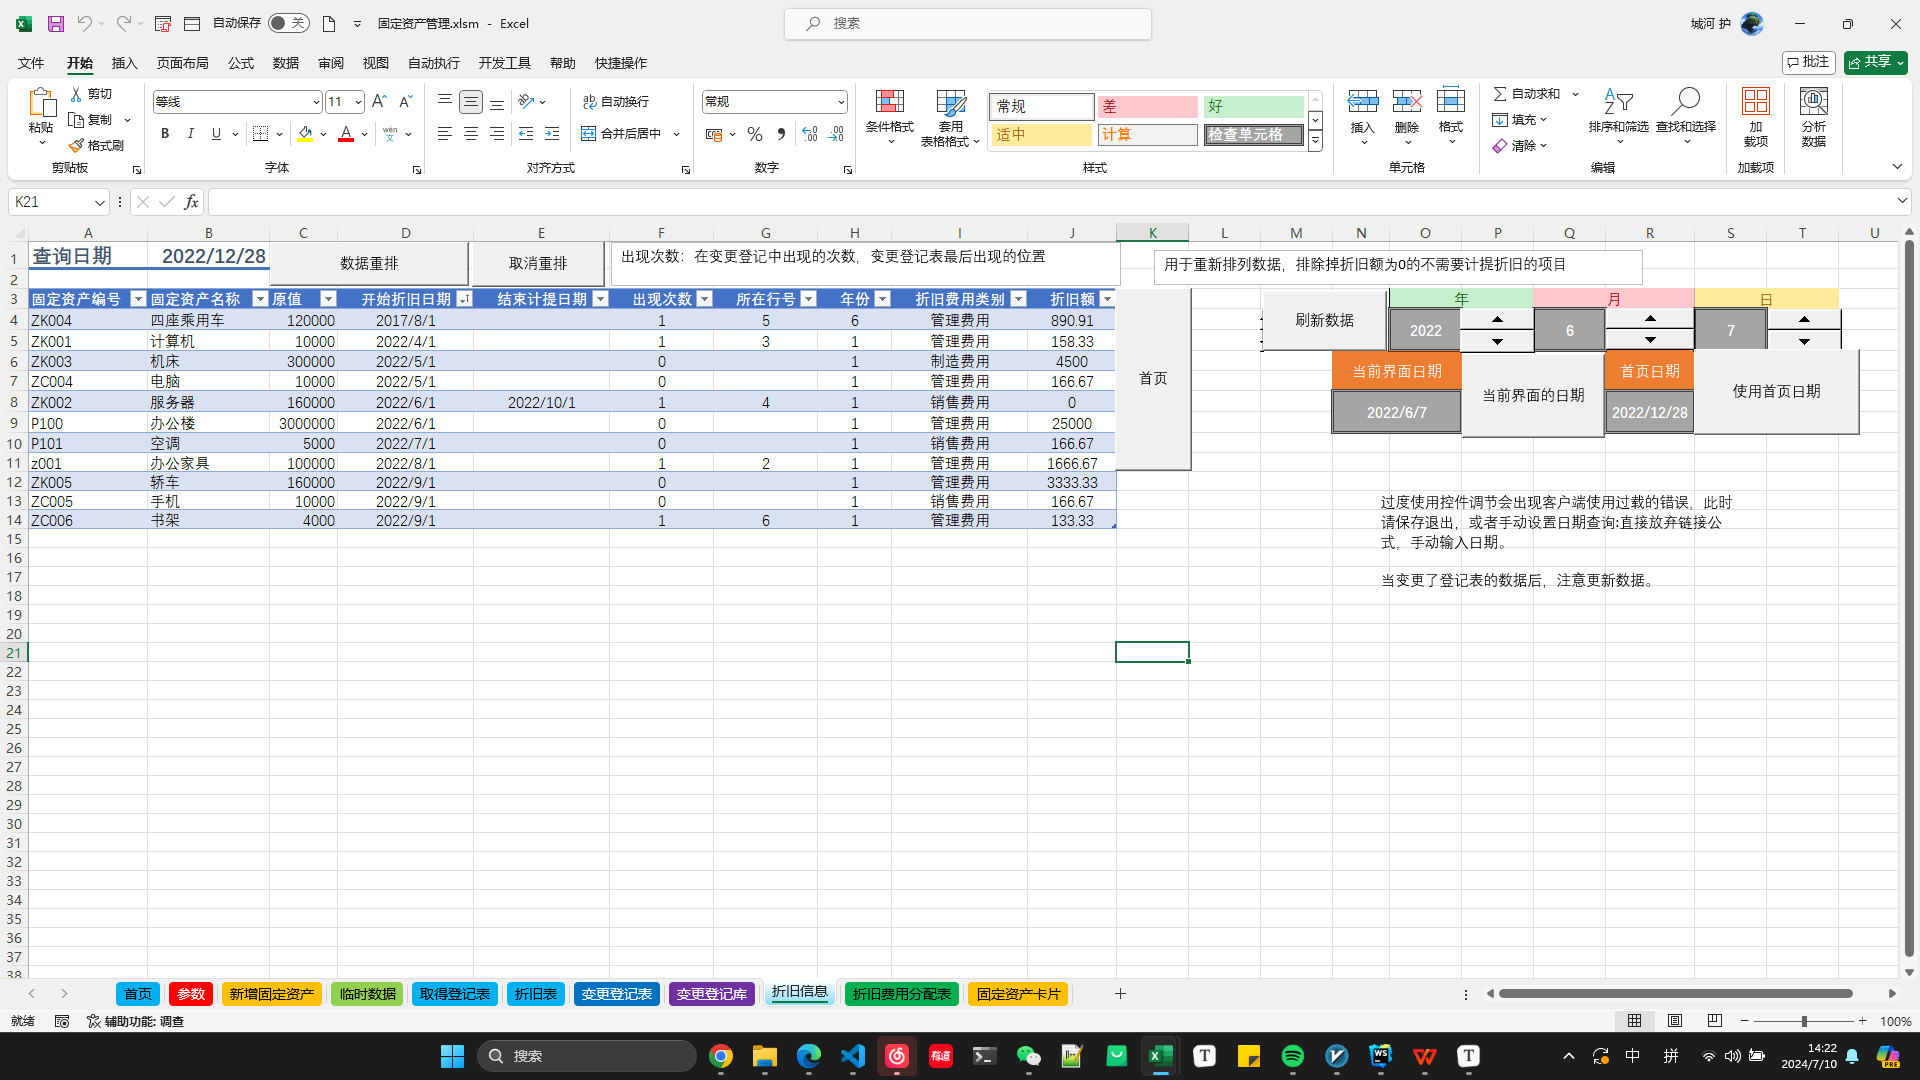 自动保存 关 固定资产管理.xlsm - Excel 搜索 城河 护
文件 开始 插入 页面布局 公式 数据 审阅 视图 自动执行 开发工具 帮助 快捷操作 批注 共享
粘贴 剪切 复制 格式刷 剪贴板
等线 11 A A B I U A wén 文 字体
自动换行 合并后居中 对齐方式
常规 % 数字
条件格式 套用 表格格式 常规 差 好 适中 计算 检查单元格 样式
插入 删除 格式 单元格
自动求和 填充 清除 排序和筛选 查找和选择 编辑
加 载项 加载项 分析 数据
K21 fx
A B C D E F G H I J K L M N O P Q R S T U
1 查询日期 2022/12/28 数据重排 取消重排 出现次数：在变更登记中出现的次数，变更登记表最后出现的位置 用于重新排列数据，排除掉折旧额为0的不需要计提折旧的项目
2
3 固定资产编号 固定资产名称 原值 开始折旧日期 结束计提日期 出现次数 所在行号 年份 折旧费用类别 折旧额 年 月 日
4 ZK004 四座乘用车 120000 2017/8/1 1 5 6 管理费用 890.91
5 ZK001 计算机 10000 2022/4/1 1 3 1 管理费用 158.33
6 ZK003 机床 300000 2022/5/1 0 1 制造费用 4500
7 ZC004 电脑 10000 2022/5/1 0 1 管理费用 166.67
8 ZK002 服务器 160000 2022/6/1 2022/10/1 1 4 1 销售费用 0
9 P100 办公楼 3000000 2022/6/1 0 1 管理费用 25000
10 P101 空调 5000 2022/7/1 0 1 销售费用 166.67
11 z001 办公家具 100000 2022/8/1 1 2 1 管理费用 1666.67
12 ZK005 轿车 160000 2022/9/1 0 1 管理费用 3333.33
13 ZC005 手机 10000 2022/9/1 0 1 销售费用 166.67
14 ZC006 书架 4000 2022/9/1 1 6 1 管理费用 133.33
首页
刷新数据 2022 6 7
当前界面日期 当前界面的日期 首页日期 使用首页日期
2022/6/7 2022/12/28
过度使用控件调节会出现客户端使用过载的错误，此时
请保存退出，或者手动设置日期查询:直接放弃链接公
式，手动输入日期。
当变更了登记表的数据后，注意更新数据。
15
16
17
18
19
20
21
22
23
24
25
26
27
28
29
30
31
32
33
34
35
36
37
38
首页 参数 新增固定资产 临时数据 取得登记表 折旧表 变更登记表 变更登记库 折旧信息 折旧费用分配表 固定资产卡片
就绪 辅助功能: 调查 100%
搜索 有道 T WS T 中 拼 14:22
2024/7/10 PRE